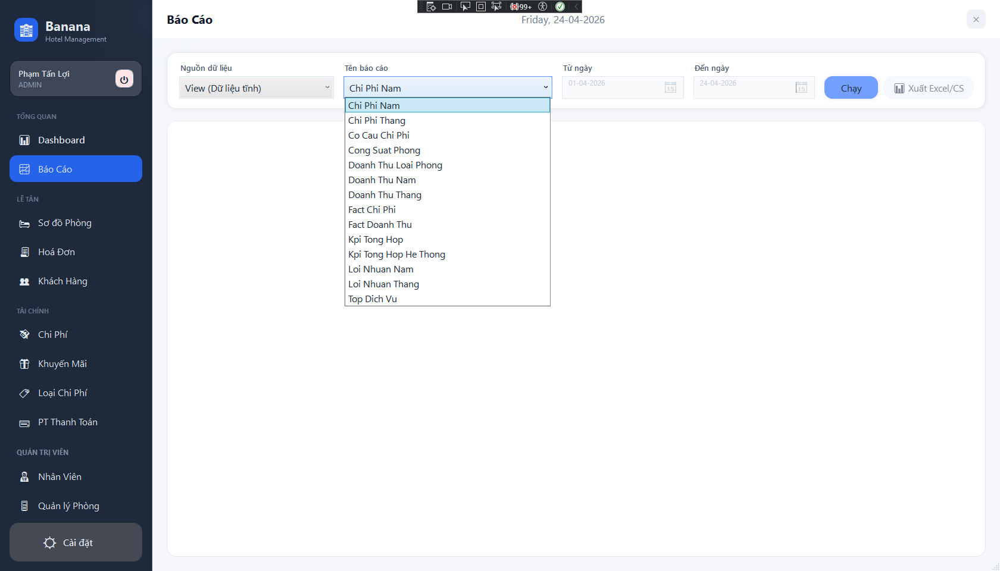 Banana
Hotel Management
Phạm Tấn Lợi
ADMIN
TỔNG QUAN
Dashboard
Báo Cáo
LỄ TÂN
Sơ đồ Phòng
Hoá Đơn
Khách Hàng
TÀI CHÍNH
Chi Phí
Khuyến Mãi
Loại Chi Phí
PT Thanh Toán
QUẢN TRỊ VIÊN
Nhân Viên
Quản lý Phòng
Cài đặt
99+
Báo Cáo
Friday, 24-04-2026
Nguồn dữ liệu
View (Dữ liệu tĩnh)
Tên báo cáo
Chi Phi Nam
Từ ngày
01-04-2026
15
Đến ngày
24-04-2026
15
Chạy
Xuất Excel/CS
Chi Phi Nam
Chi Phi Thang
Co Cau Chi Phi
Cong Suat Phong
Doanh Thu Loai Phong
Doanh Thu Nam
Doanh Thu Thang
Fact Chi Phi
Fact Doanh Thu
Kpi Tong Hop
Kpi Tong Hop He Thong
Loi Nhuan Nam
Loi Nhuan Thang
Top Dich Vu